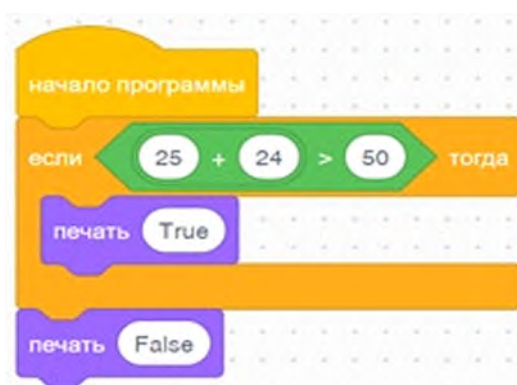 начало программы
если 25 + 24 > 50 тогда
печать True
печать False